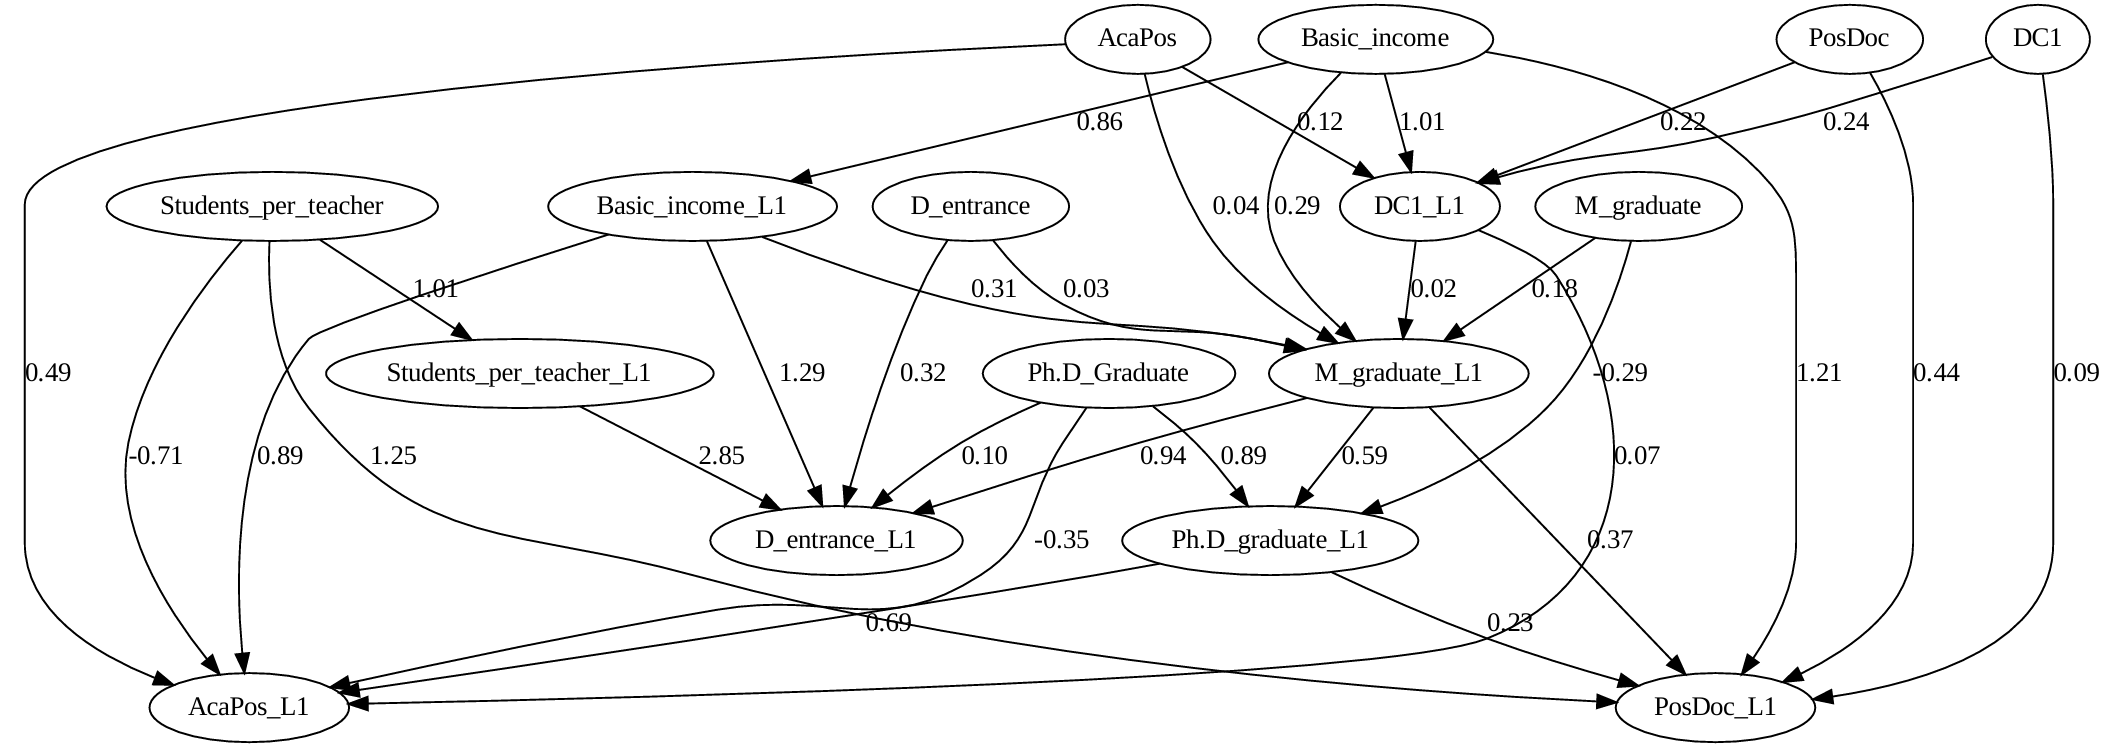 AcaPos
Basic_income
PosDoc
DC1
0.86
0.12
1.01
0.22
0.24
Students_per_teacher
Basic_income_L1
D_entrance
0.04
0.29
DC1_L1
M_graduate
1.01
0.31
0.03
0.02
0.18
0.49
Students_per_teacher_L1
1.29
0.32
Ph.D_Graduate
M_graduate_L1
-0.29
1.21
0.44
0.09
-0.71
0.89
1.25
2.85
0.10
0.94
0.89
0.59
0.07
D_entrance_L1
-0.35
Ph.D_graduate_L1
0.37
0.69
0.23
AcaPos_L1
PosDoc_L1